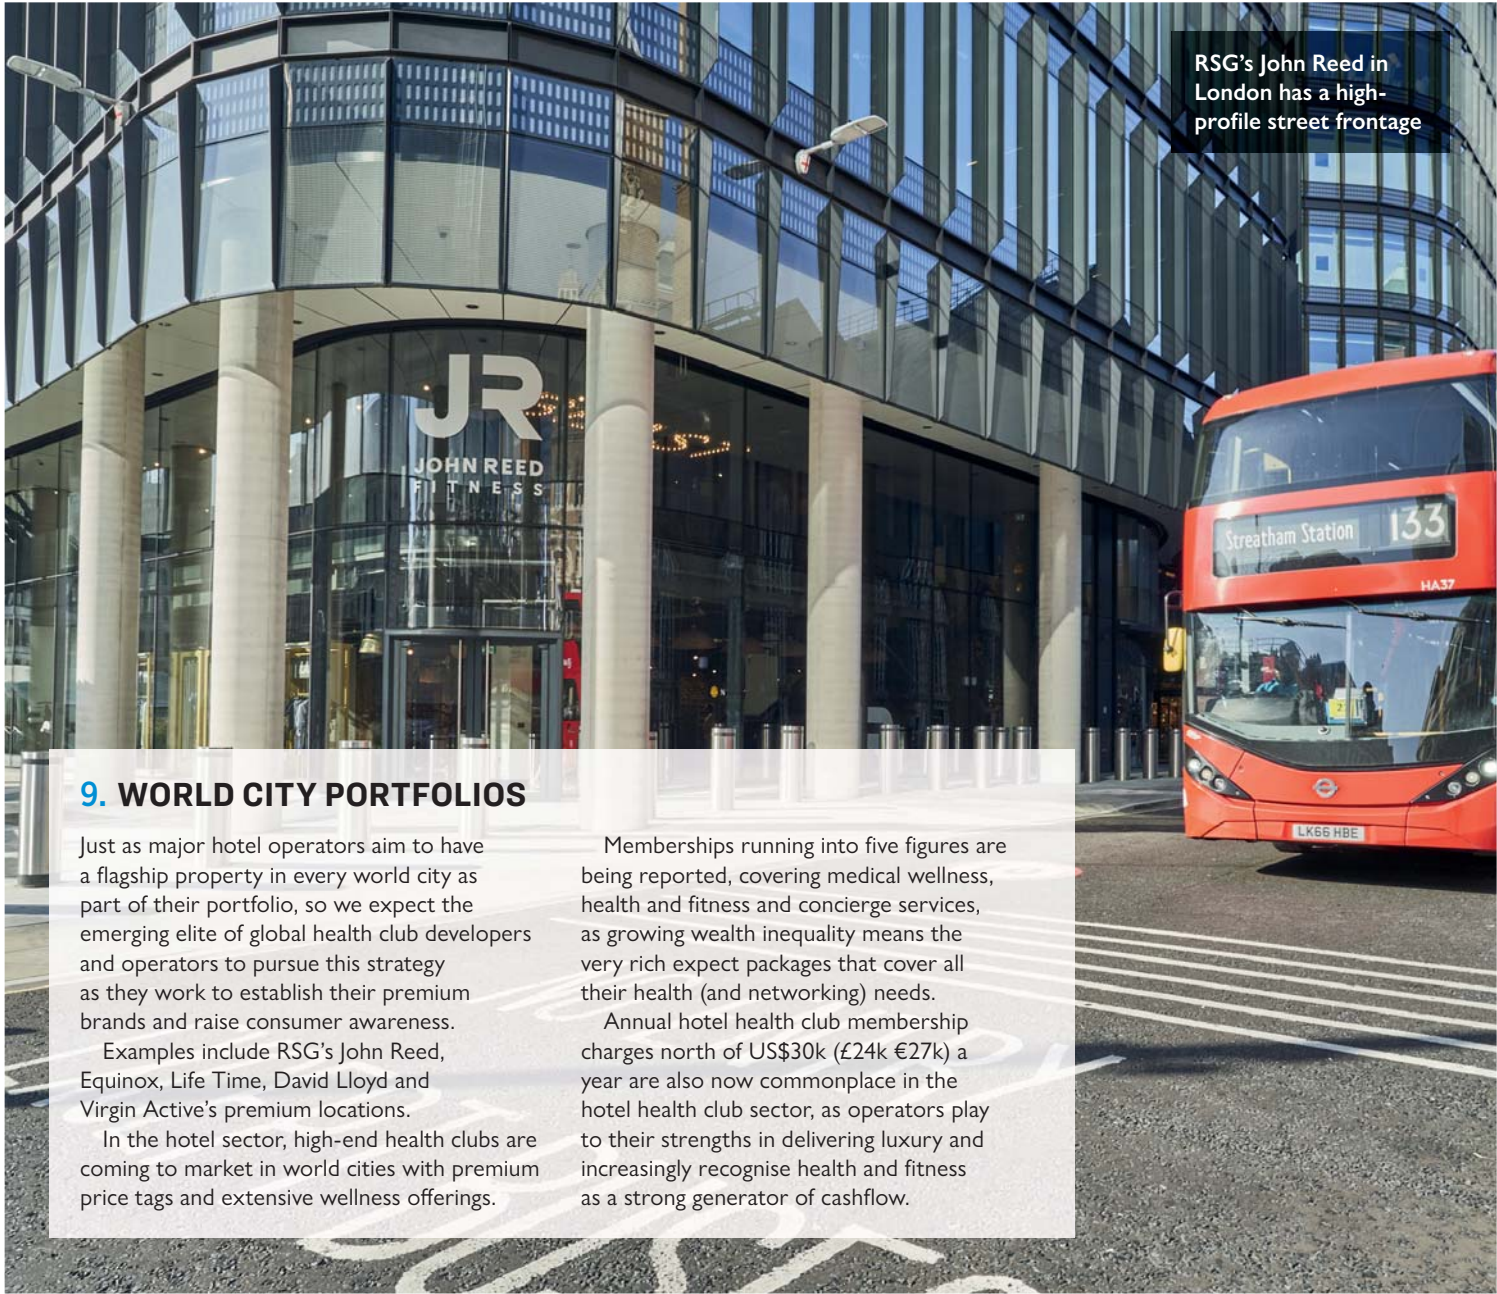 RSG's John Reed in
London has a high-
profile street frontage
JR
JOHN REED
FITNESS
Streatham Station 133
HA37
LK66 HBE
9. WORLD CITY PORTFOLIOS
Just as major hotel operators aim to have
a flagship property in every world city as
part of their portfolio, so we expect the
emerging elite of global health club developers
and operators to pursue this strategy
as they work to establish their premium
brands and raise consumer awareness.
Examples include RSG's John Reed,
Equinox, Life Time, David Lloyd and
Virgin Active's premium locations.
In the hotel sector, high-end health clubs are
coming to market in world cities with premium
price tags and extensive wellness offerings.
Memberships running into five figures are
being reported, covering medical wellness,
health and fitness and concierge services,
as growing wealth inequality means the
very rich expect packages that cover all
their health (and networking) needs.
Annual hotel health club membership
charges north of US$30k (£24k €27k) a
year are also now commonplace in the
hotel health club sector, as operators play
to their strengths in delivering luxury and
increasingly recognise health and fitness
as a strong generator of cashflow.